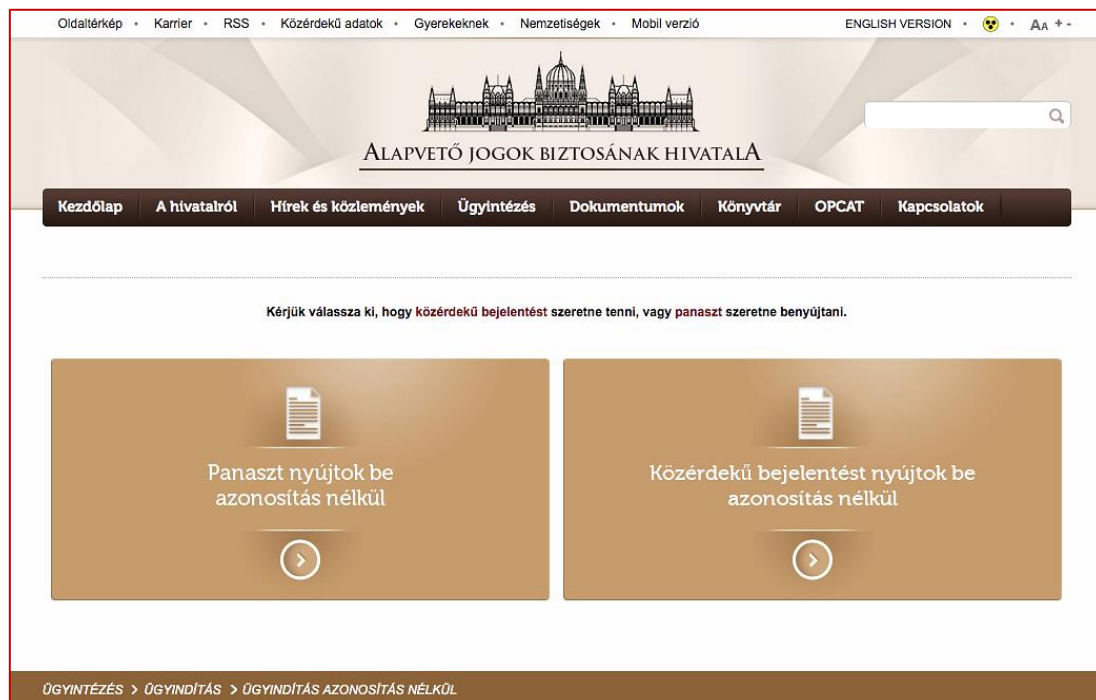 Oldaltérkép • Karrier • RSS • Közérdekű adatok • Gyerekeknek • Nemzetiségek • Mobil verzió
ENGLISH VERSION • • AA + -
ALAPVETŐ JOGOK BIZTOSÁNAK HIVATALA
Kezdőlap A hivatalról Hírek és közlemények Ügyintézés Dokumentumok Könyvtár OPCAT Kapcsolatok
Kérjük válassza ki, hogy közérdekű bejelentést szeretne tenni, vagy panaszt szeretne benyújtani.
Panaszt nyújtok be
azonosítás nélkül
Közérdekű bejelentést nyújtok be
azonosítás nélkül
ÜGYINTÉZÉS > ÜGYINDÍTÁS > ÜGYINDÍTÁS AZONOSÍTÁS NÉLKÜL